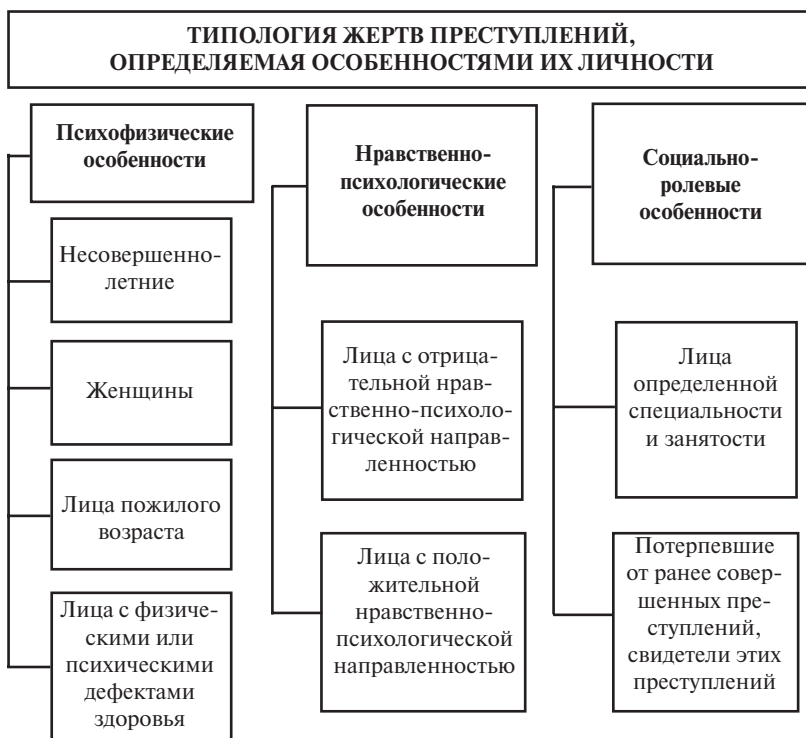 ТИПОЛОГИЯ ЖЕРТВ ПРЕСТУПЛЕНИЙ,
ОПРЕДЕЛЯЕМАЯ ОСОБЕННОСТЯМИ ИХ ЛИЧНОСТИ
Психофизические
особенности
Несовершенно-
летние
Женщины
Лица пожилого
возраста
Лица с физиче-
скими или
психическими
дефектами
здоровья
Нравственно-
психологические
особенности
Лица с отрица-
тельной нрав-
ственно-психоло-
гической направ-
ленностью
Лица с поло-
жительной
нравственно-
психологической
направленностью
Социально-
ролевые
особенности
Лица
определенной
специальности
и занятости
Потерпевшие
от ранее совер-
шенных пре-
ступлений,
свидетели этих
преступлений